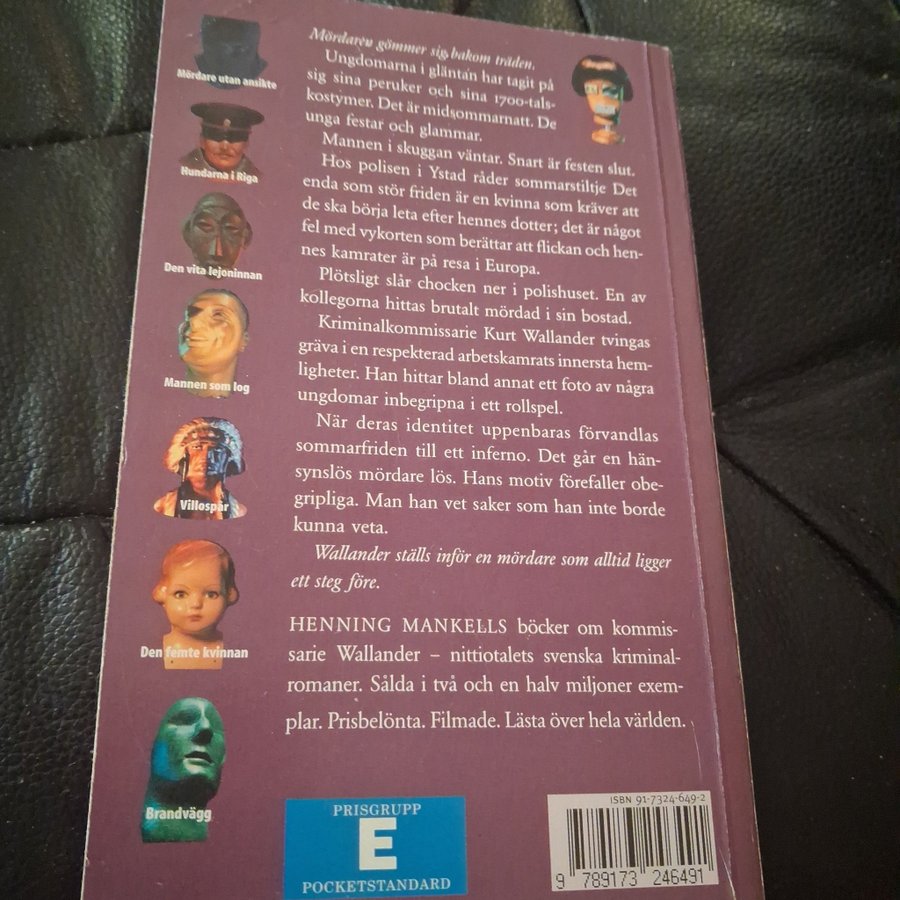 Mördare utan ansikte
Hundarna i Riga
Den vita lejoninnan
Mannen som log
Villospår
Den femte kvinnan
Brandvägg
Mördaren gömmer sig bakom träden.
Ungdomarna i gläntan har tagit på
sig sina peruker och sina 1700-tals-
kostymer. Det är midsommarnatt. De
unga festar och glammar.
Mannen i skuggan väntar. Snart är festen slut.
Hos polisen i Ystad råder sommarstiltje Det
enda som stör friden är en kvinna som kräver att
de ska börja leta efter hennes dotter; det är något
fel med vykorten som berättar att flickan och hen-
nes kamrater är på resa i Europa.
Plötsligt slår chocken ner i polishuset. En av
kollegorna hittas brutalt mördad i sin bostad.
Kriminalkommissarie Kurt Wallander tvingas
gräva i en respekterad arbetskamrats innersta hem-
ligheter. Han hittar bland annat ett foto av några
ungdomar inbegripna i ett rollspel.
När deras identitet uppenbaras förvandlas
sommarfriden till ett inferno. Det går en hän-
synslös mördare lös. Hans motiv förefaller obe-
gripliga. Man han vet saker som han inte borde
kunna veta.
Wallander ställs inför en mördare som alltid ligger
ett steg före.
HENNING MANKELLS böcker om kommis-
sarie Wallander – nittiotalets svenska kriminal-
romaner. Sålda i två och en halv miljoner exem-
plar. Prisbelönta. Filmade. Lästa över hela världen.
PRISGRUPP
E
POCKETSTANDARD
ISBN 91-7324-649-2
9 789173 246491